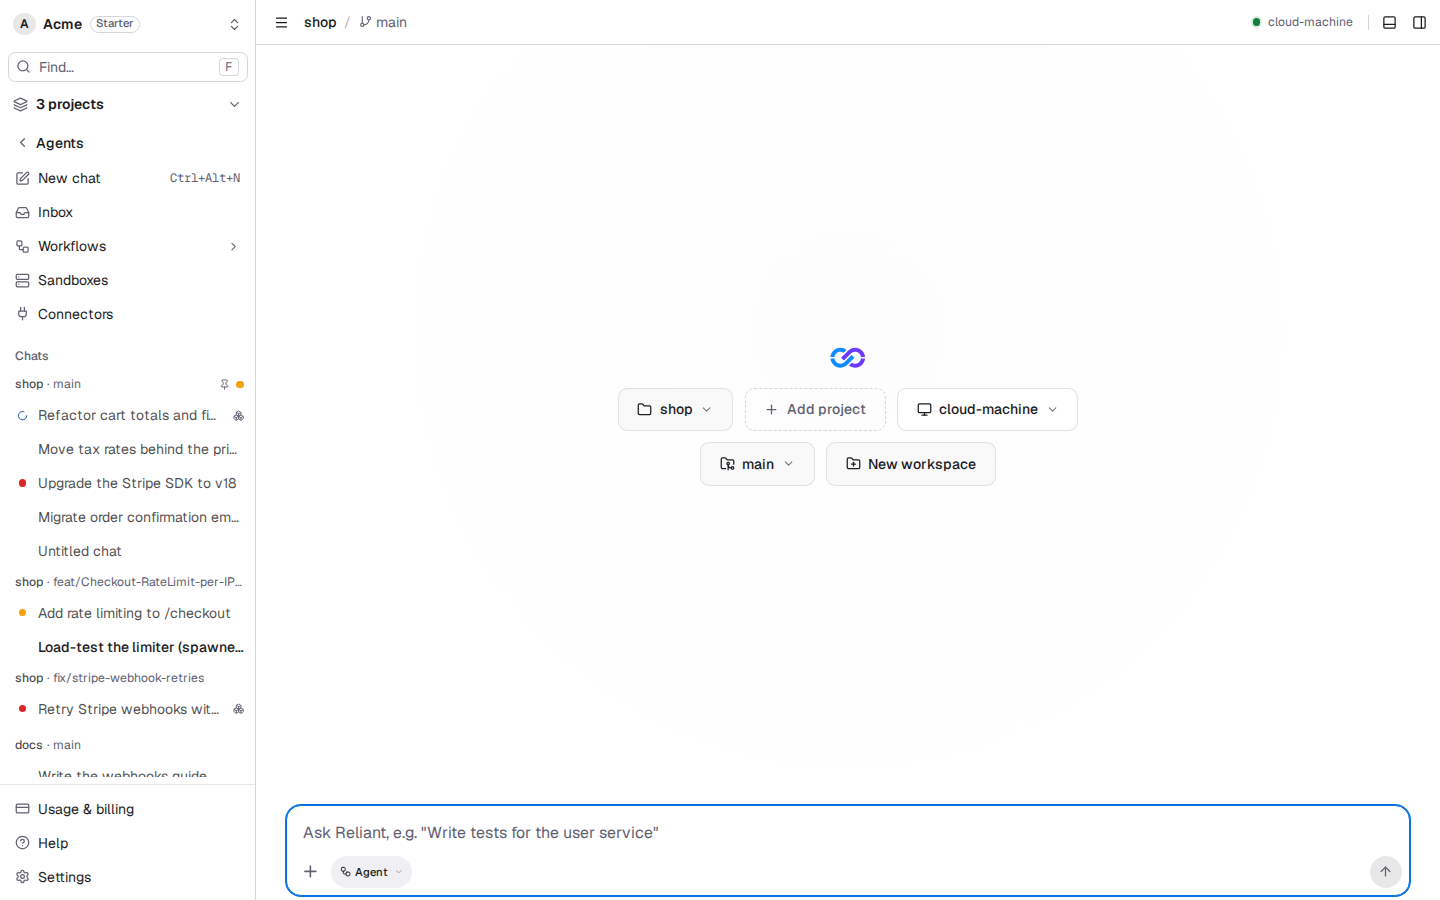 A Acme Starter
Find... F
3 projects
Agents
New chat Ctrl+Alt+N
Inbox
Workflows
Sandboxes
Connectors
Chats
shop · main
Refactor cart totals and fi...
Move tax rates behind the pri...
Upgrade the Stripe SDK to v18
Migrate order confirmation em...
Untitled chat
shop · feat/Checkout-RateLimit-per-IP...
Add rate limiting to /checkout
Load-test the limiter (spawne...
shop · fix/stripe-webhook-retries
Retry Stripe webhooks wit...
docs · main
Write the webhooks guide
Usage & billing
Help
Settings
shop / main
cloud-machine
shop
Add project
cloud-machine
main
New workspace
Ask Reliant, e.g. "Write tests for the user service"
Agent